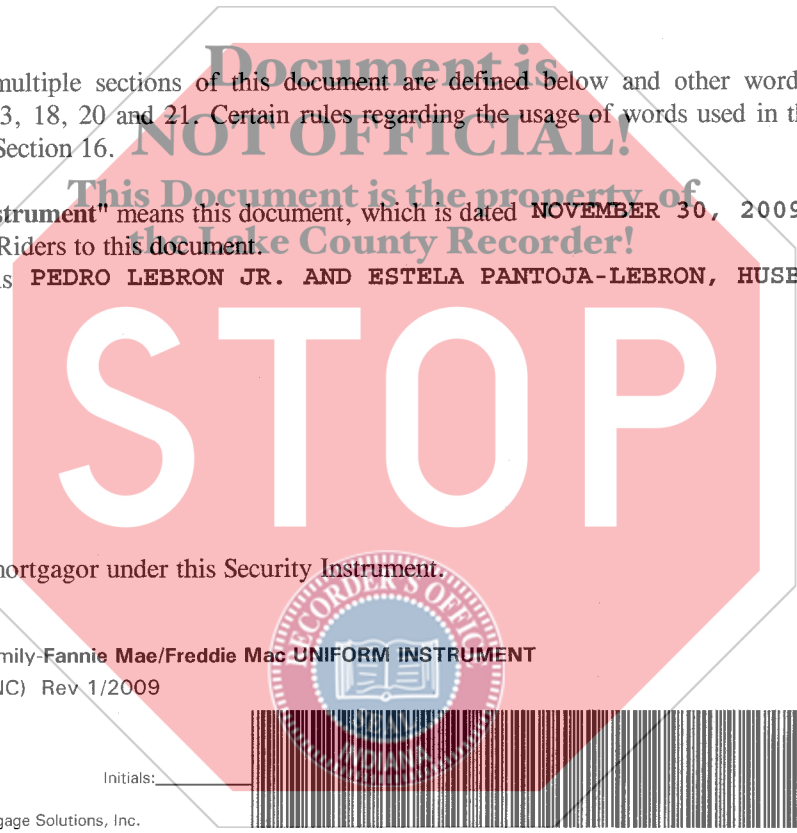 Document is
multiple sections of this document are defined below and other word
3, 18, 20 and 21. Certain rules regarding the usage of words used in th
NOT OFFICIAL!
Section 16.
This Document is the property of
strument" means this document, which is dated NOVEMBER 30, 2009
the Lake County Recorder!
Riders to this document.
s PEDRO LEBRON JR. AND ESTELA PANTOJA-LEBRON, HUSB
STOP
mortgagor under this Security Instrument.
RECORDER'S OFFICE
mily-Fannie Mae/Freddie Mac UNIFORM INSTRUMENT
NC) Rev 1/2009
SEAL
INDIANA
Initials:
gage Solutions, Inc.